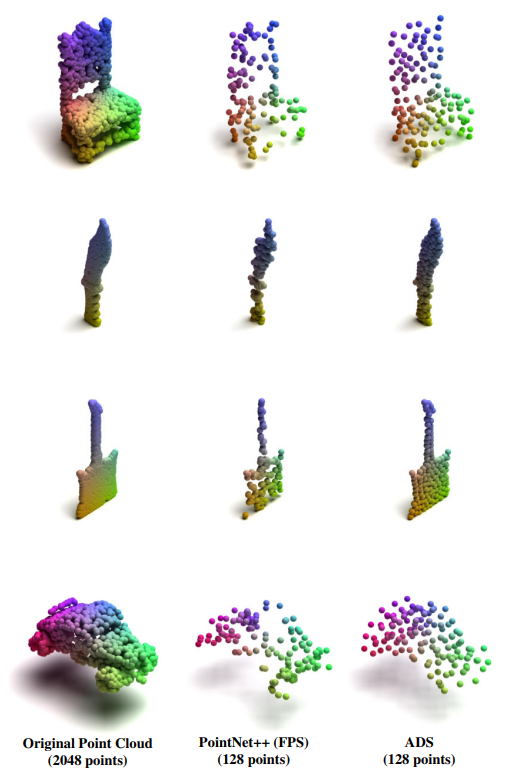 Original Point Cloud
(2048 points)
PointNet++ (FPS)
(128 points)
ADS
(128 points)